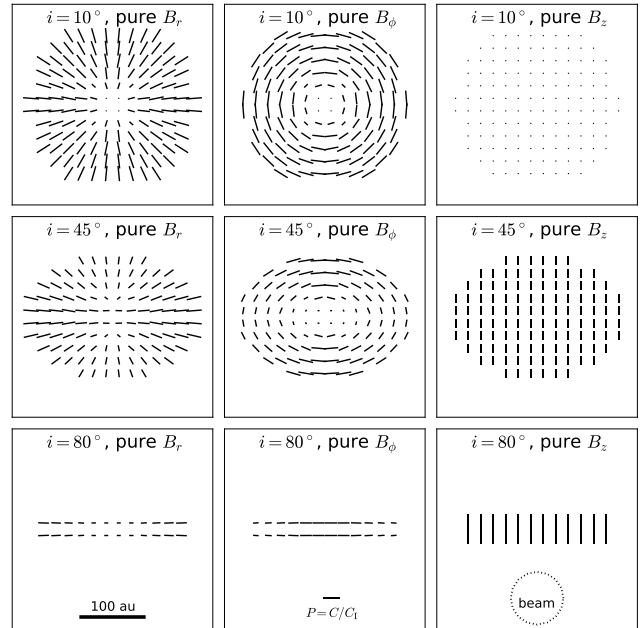 i = 10°, pure B_r
i = 10°, pure B_ϕ
i = 10°, pure B_z
i = 45°, pure B_r
i = 45°, pure B_ϕ
i = 45°, pure B_z
i = 80°, pure B_r
i = 80°, pure B_ϕ
i = 80°, pure B_z
100 au
P = C/C_I
beam